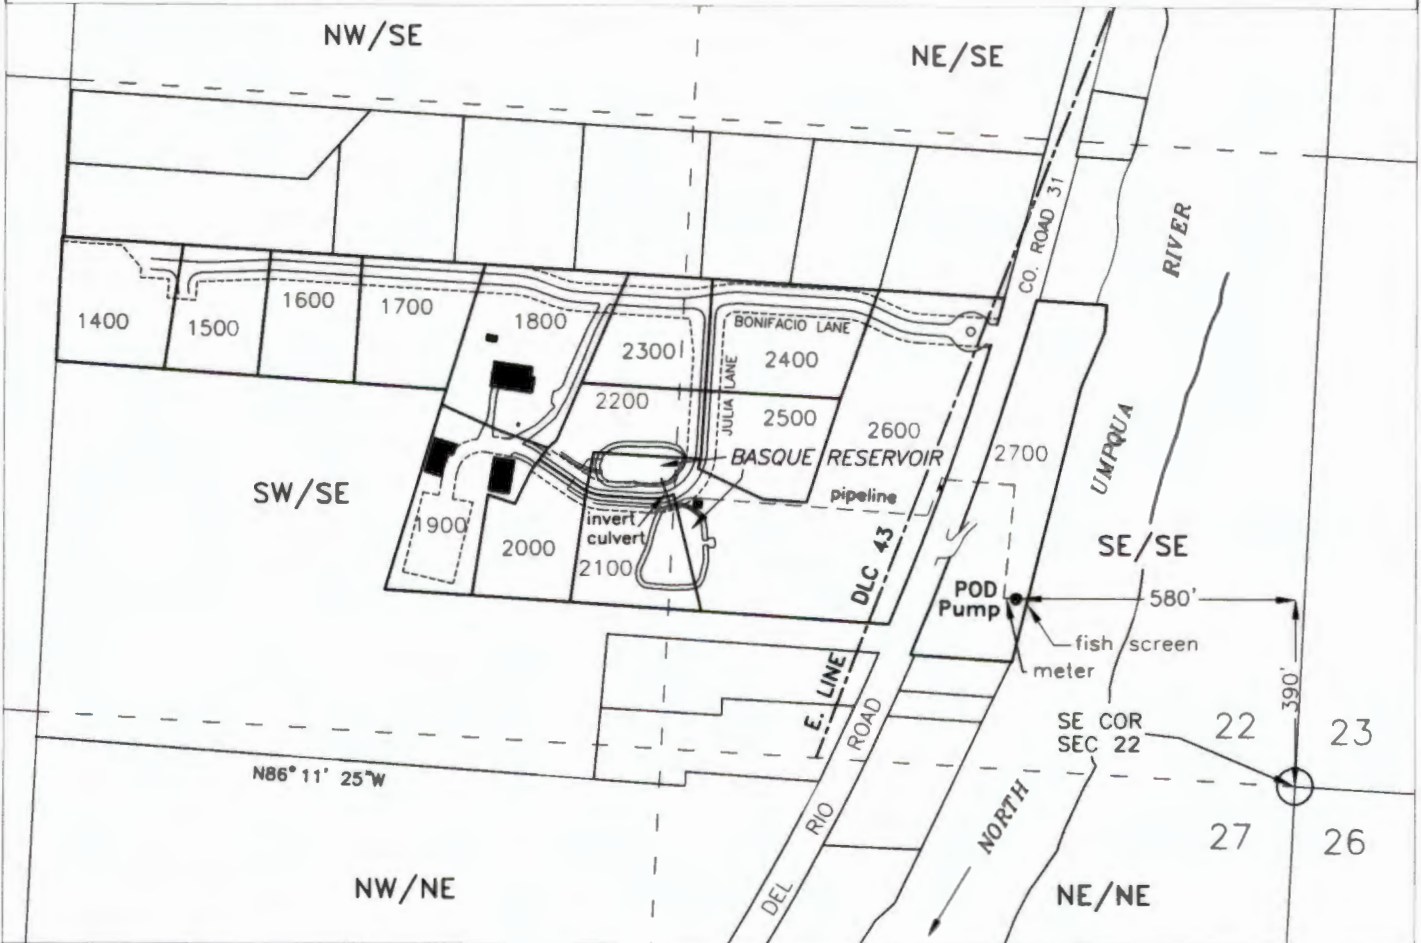 NW/SE
NE/SE
CO. ROAD 31
RIVER
1400
1500
1600
1700
1800
2300
BONIFACIO LANE
2400
JULIA LANE
2200
2500
2600
2700
UMPQUA
BASQUE RESERVOIR
SW/SE
pipeline
1900
invert
culvert
2000
2100
DLC 43
SE/SE
POD
Pump
580'
fish screen
meter
E. LINE
390'
SE COR
SEC 22
22
23
N86° 11' 25"W
ROAD
RIO
DEL
NORTH
27
26
NW/NE
NE/NE